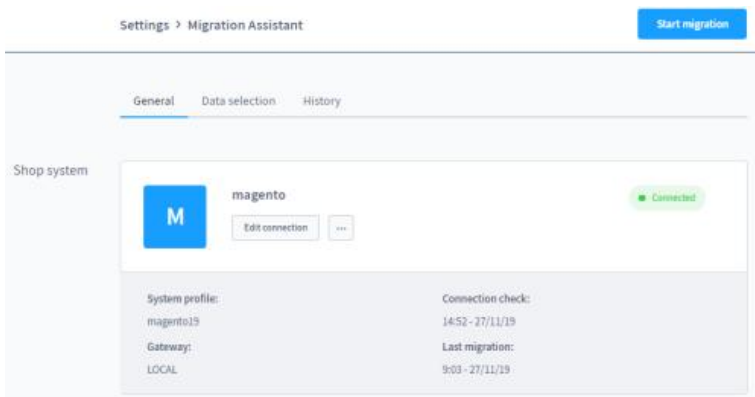 Settings > Migration Assistant
Start migration
General Data selection History
Shop system
M
magento
Connected
Edit connection ...
System profile:
magento19
Connection check:
14:52 - 27/11/19
Gateway:
LOCAL
Last migration:
9:03 - 27/11/19